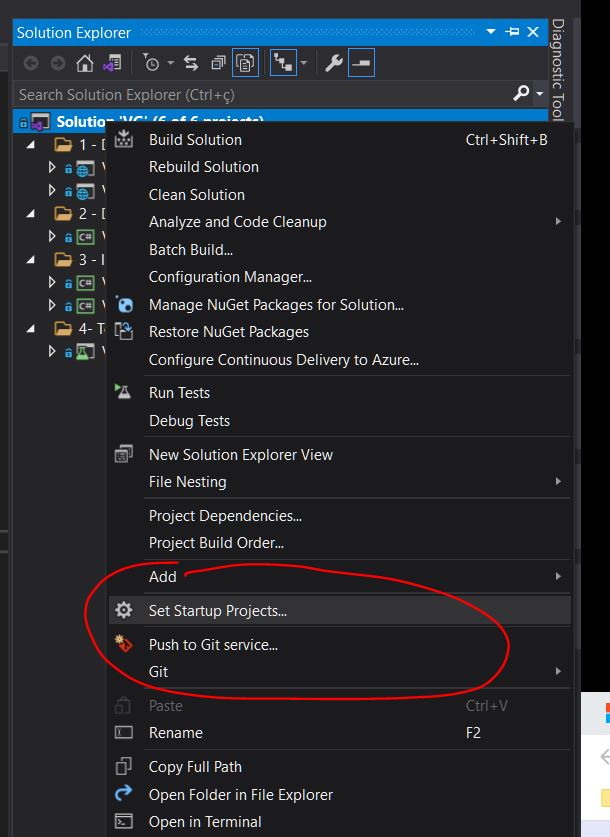 Solution Explorer
Diagnostic Tool
Search Solution Explorer (Ctrl+ç)
Solution 'VG' (6 of 6 projects)
1 - D
2 - D
C#
3 - I
C#
C#
4- T
Build Solution Ctrl+Shift+B
Rebuild Solution
Clean Solution
Analyze and Code Cleanup
Batch Build...
Configuration Manager...
Manage NuGet Packages for Solution...
Restore NuGet Packages
Configure Continuous Delivery to Azure...
Run Tests
Debug Tests
New Solution Explorer View
File Nesting
Project Dependencies...
Project Build Order...
Add
Set Startup Projects...
Push to Git service...
Git
Paste Ctrl+V
Rename F2
Copy Full Path
Open Folder in File Explorer
Open in Terminal